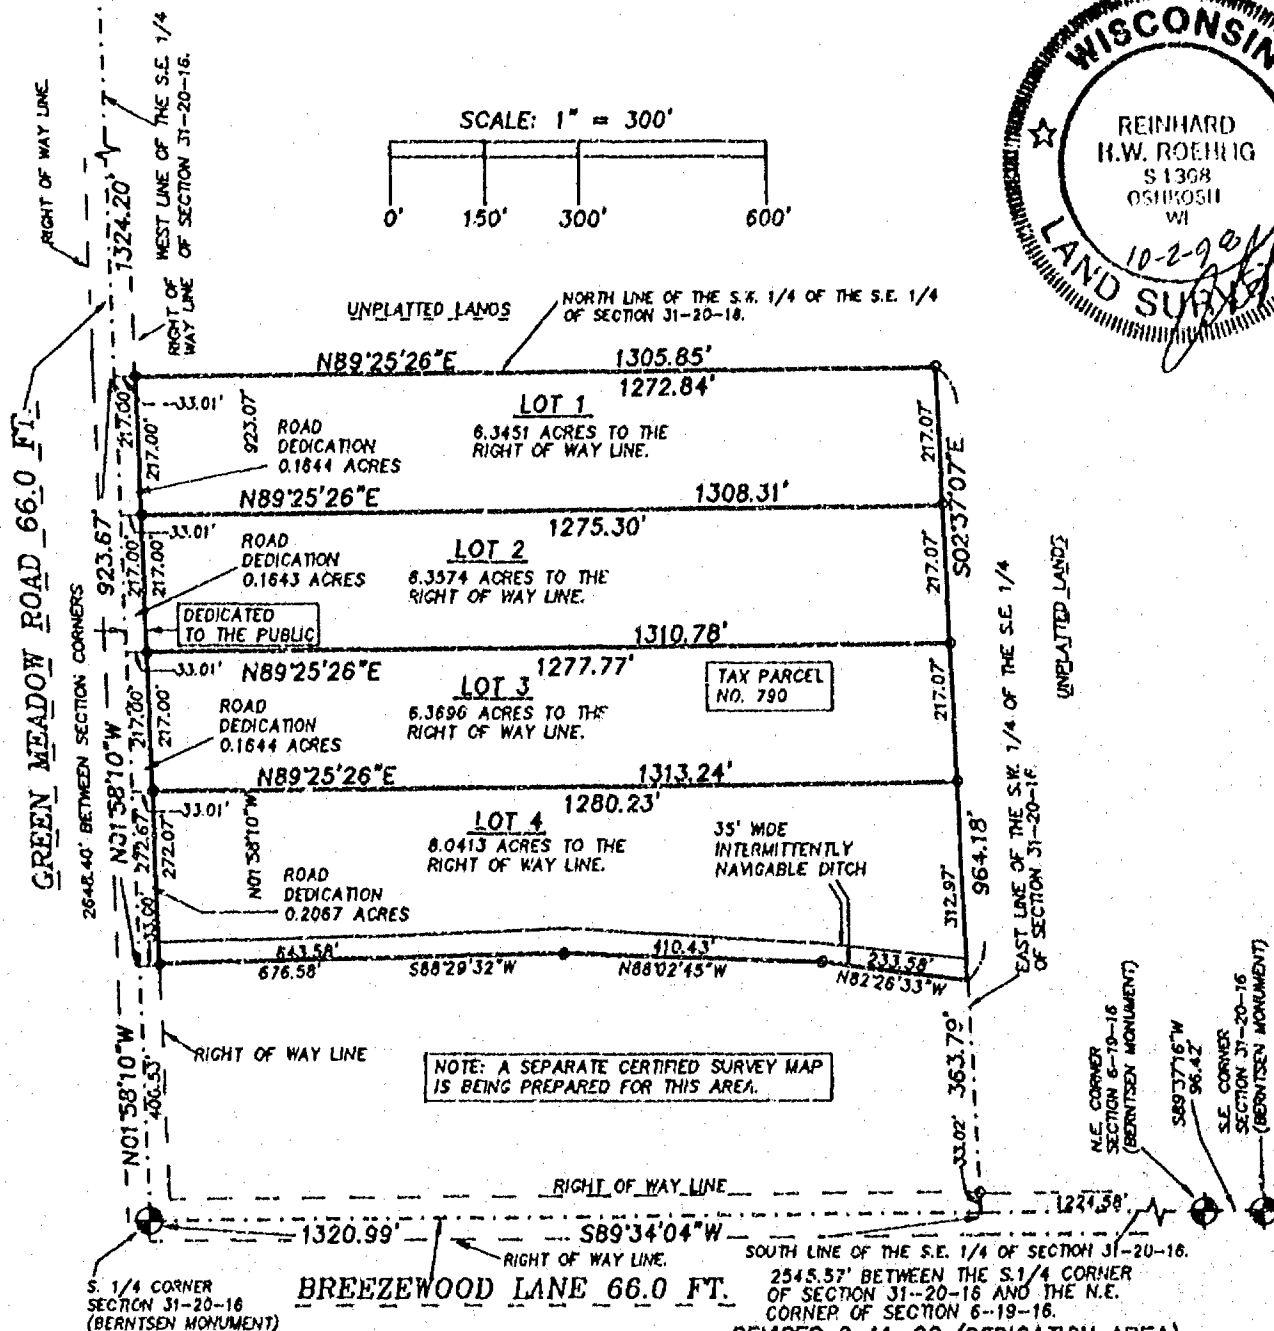 RIGHT OF WAY LINE
1324.20'
WEST LINE OF THE S.E. 1/4
OF SECTION 31-20-16.
RIGHT OF
WAY LINE
SCALE: 1" = 300'
0' 150' 300' 600'
WISCONSIN
REINHARD
H.W. ROEHLIG
S 1368
OSHKOSH
WI
10-2-98
LAND
UNPLATTED LANDS
NORTH LINE OF THE S.W. 1/4 OF THE S.E. 1/4
OF SECTION 31-20-16.
N89°25'26"E 1305.85'
1272.84'
217.00'
217.00'
33.01'
923.07'
ROAD
DEDICATION
0.1644 ACRES
LOT 1
6.3451 ACRES TO THE
RIGHT OF WAY LINE.
217.07'
S02°37'07"E
N89°25'26"E 1308.31'
1275.30'
33.01'
217.00'
217.00'
ROAD
DEDICATION
0.1643 ACRES
LOT 2
6.3574 ACRES TO THE
RIGHT OF WAY LINE.
217.07'
DEDICATED
TO THE PUBLIC
1310.78'
33.01' N89°25'26"E 1277.77'
217.00'
217.00'
ROAD
DEDICATION
0.1644 ACRES
LOT 3
6.3696 ACRES TO THE
RIGHT OF WAY LINE.
TAX PARCEL
NO. 790
217.07'
N89°25'26"E 1313.24'
1280.23'
33.01'
272.67'
272.07'
N01°58'10"W
ROAD
DEDICATION
0.2067 ACRES
LOT 4
8.0413 ACRES TO THE
RIGHT OF WAY LINE.
35' WIDE
INTERMITTENTLY
NAVIGABLE DITCH
312.97'
964.18'
33.00'
643.58'
676.58' S88°29'32"W
410.43'
N88°02'45"W
233.58'
N82°26'33"W
GREEN MEADOW ROAD 66.0 FT.
2648.40' BETWEEN SECTION CORNERS
N01°58'10"W 923.67'
EAST LINE OF THE S.W. 1/4 OF THE S.E. 1/4
OF SECTION 31-20-16.
UNPLATTED LANDS
N01°58'10"W
406.53'
RIGHT OF WAY LINE
NOTE: A SEPARATE CERTIFIED SURVEY MAP
IS BEING PREPARED FOR THIS AREA.
363.79'
33.02'
N.E. CORNER
SECTION 6-19-16
(BERNTSEN MONUMENT)
S89°37'16"W
96.42'
S.E. CORNER
SECTION 31-20-16
(BERNTSEN MONUMENT)
RIGHT OF WAY LINE
1224.58'
1320.99' S89°34'04"W
RIGHT OF WAY LINE.
S. 1/4 CORNER
SECTION 31-20-16
(BERNTSEN MONUMENT)
BREEZEWOOD LANE 66.0 FT.
SOUTH LINE OF THE S.E. 1/4 OF SECTION 31-20-16.
2545.57' BETWEEN THE S.1/4 CORNER
OF SECTION 31-20-16 AND THE N.E.
CORNER OF SECTION 6-19-16.